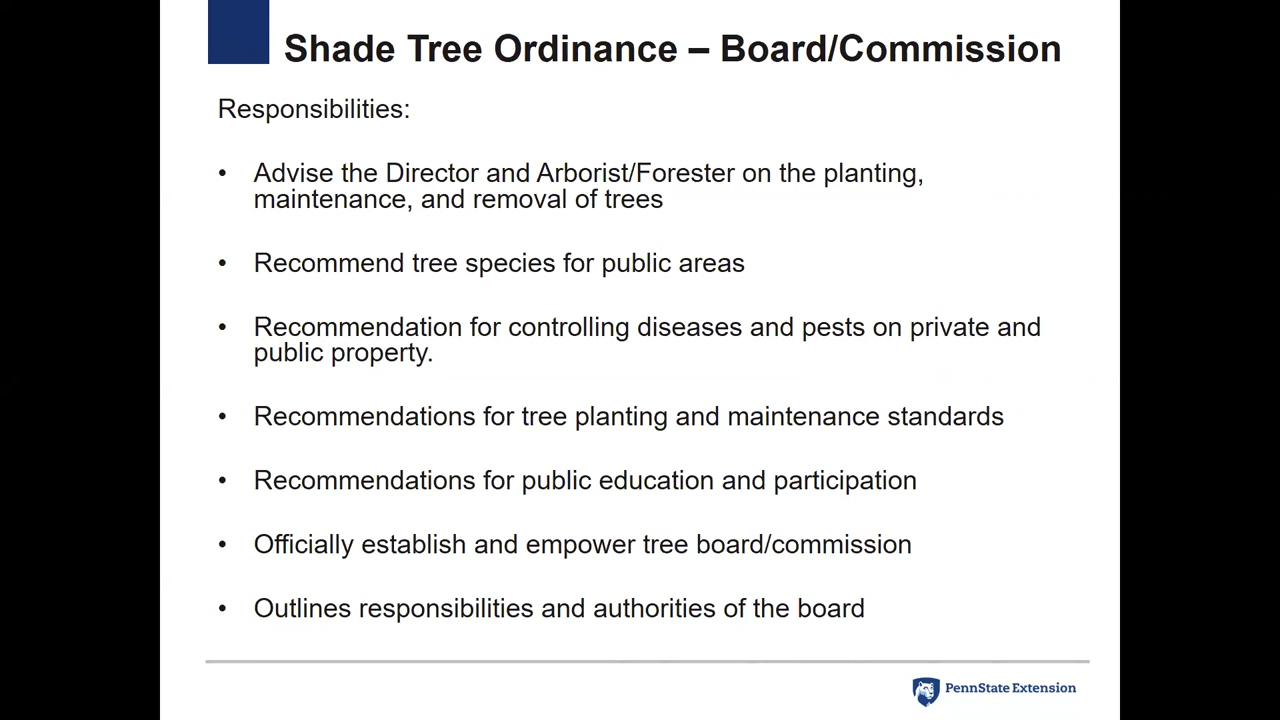 Shade Tree Ordinance – Board/Commission
Responsibilities:
• Advise the Director and Arborist/Forester on the planting,
maintenance, and removal of trees
• Recommend tree species for public areas
• Recommendation for controlling diseases and pests on private and
public property.
• Recommendations for tree planting and maintenance standards
• Recommendations for public education and participation
• Officially establish and empower tree board/commission
• Outlines responsibilities and authorities of the board
PennState Extension